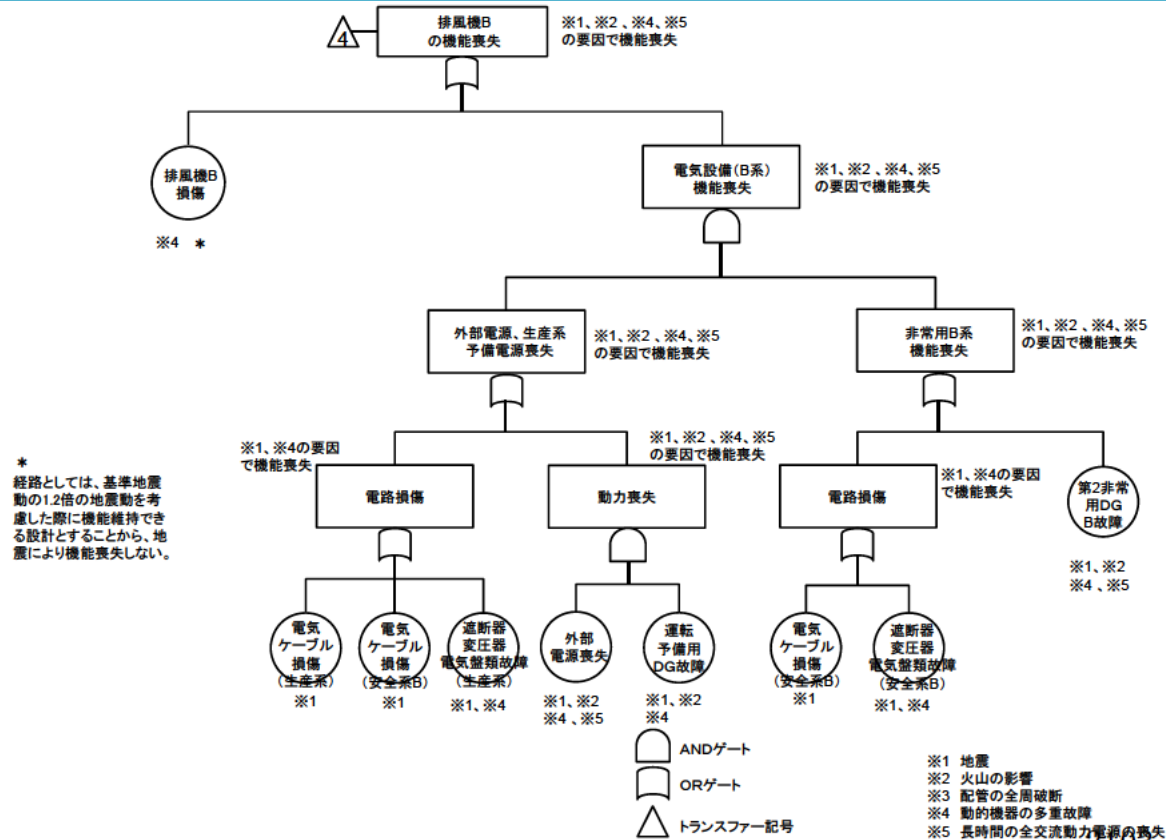 4
排風機B
の機能喪失
※1、※2 、※4、※5
の要因で機能喪失
排風機B
損傷
※4 *
電気設備(B系)
機能喪失
※1、※2 、※4、※5
の要因で機能喪失
外部電源、生産系
予備電源喪失
※1、※2 、※4、※5
の要因で機能喪失
非常用B系
機能喪失
※1、※2 、※4、※5
の要因で機能喪失
*
経路としては、基準地震
動の1.2倍の地震動を考
慮した際に機能維持でき
る設計とすることから、地
震により機能喪失しない。
※1、※4の要因
で機能喪失
電路損傷
※1、※2 、※4、※5
の要因で機能喪失
動力喪失
電路損傷
※1、※4の要因
で機能喪失
第2非常
用DG
B故障
※1、※2
※4 、※5
電気
ケーブル
損傷
(生産系)
※1
電気
ケーブル
損傷
(安全系B)
※1
遮断器
変圧器
電気盤類故障
(生産系)
※1、※4
外部
電源喪失
※1、※2
※4 、※5
運転
予備用
DG故障
※1、※2
※4
電気
ケーブル
損傷
(安全系B)
※1
遮断器
変圧器
電気盤類故障
(安全系B)
※1、※4
ANDゲート
ORゲート
トランスファー記号
※1 地震
※2 火山の影響
※3 配管の全周破断
※4 動的機器の多重故障
※5 長時間の全交流動力電源の喪失